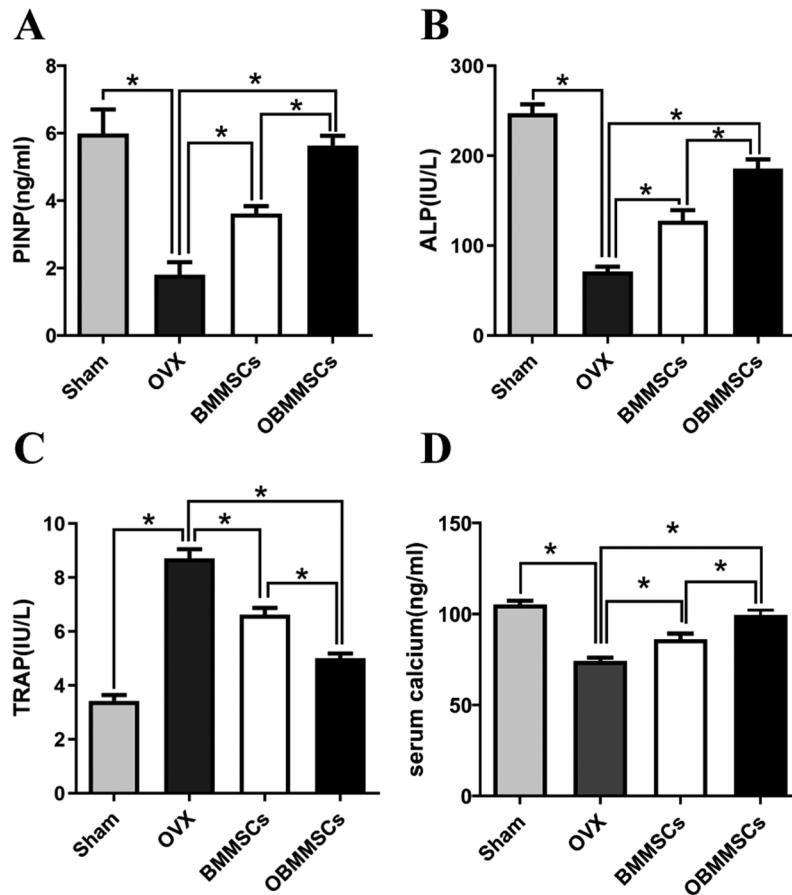 A
PINP(ng/ml)
8
6
4
2
0
*
*
*
*
Sham
OVX
BMMSCs
OBMMSCs
B
ALP(IU/L)
300
200
100
0
*
*
*
*
Sham
OVX
BMMSCs
OBMMSCs
C
TRAP(IU/L)
10
8
6
4
2
0
*
*
*
*
Sham
OVX
BMMSCs
OBMMSCs
D
serum calcium(ng/ml)
150
100
50
0
*
*
*
*
Sham
OVX
BMMSCs
OBMMSCs